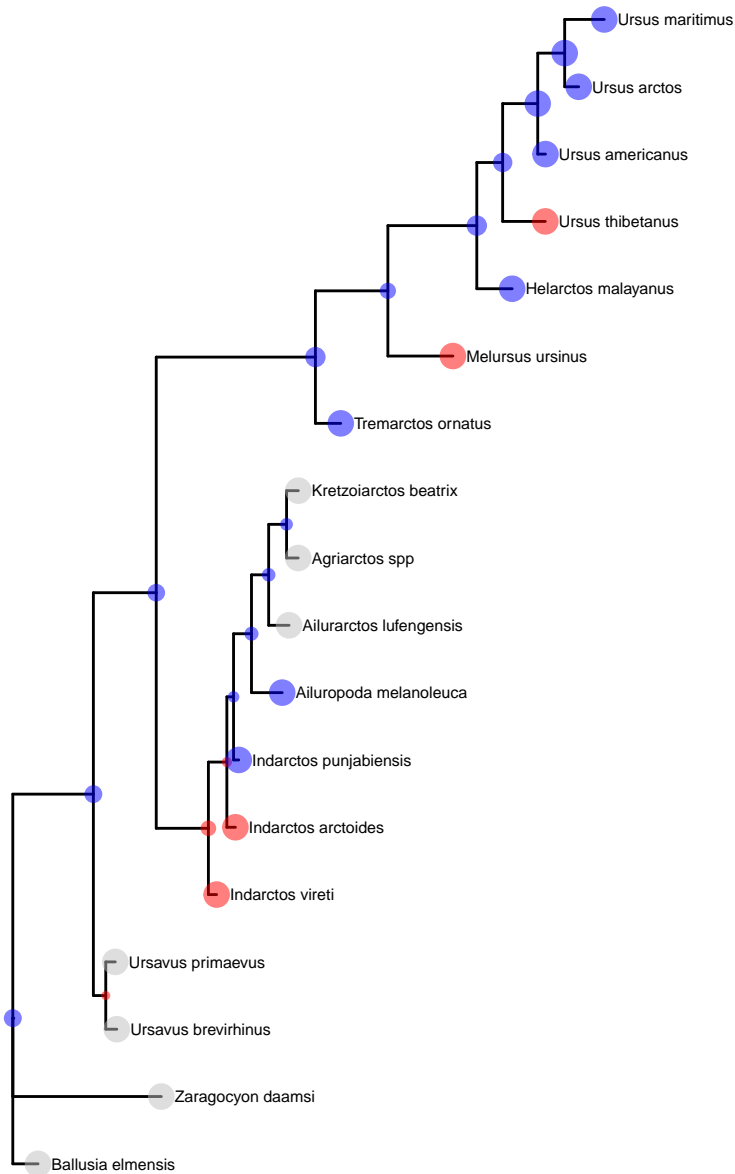 Ursus maritimus
Ursus arctos
Ursus americanus
Ursus thibetanus
Helarctos malayanus
Melursus ursinus
Tremarctos ornatus
Kretzoiarctos beatrix
Agriarctos spp
Ailurarctos lufengensis
Ailuropoda melanoleuca
Indarctos punjabiensis
Indarctos arctoides
Indarctos vireti
Ursavus primaevus
Ursavus brevirhinus
Zaragocyon daamsi
Ballusia elmensis